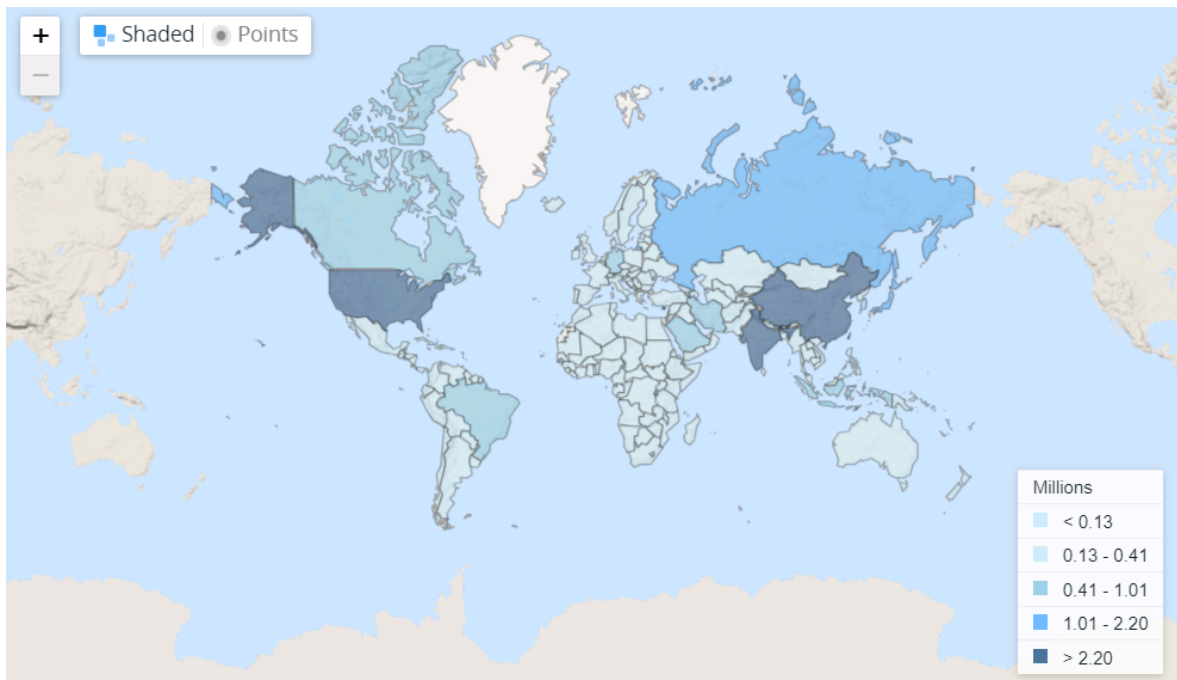 +
Shaded
Points
−
Millions
< 0.13
0.13 - 0.41
0.41 - 1.01
1.01 - 2.20
> 2.20